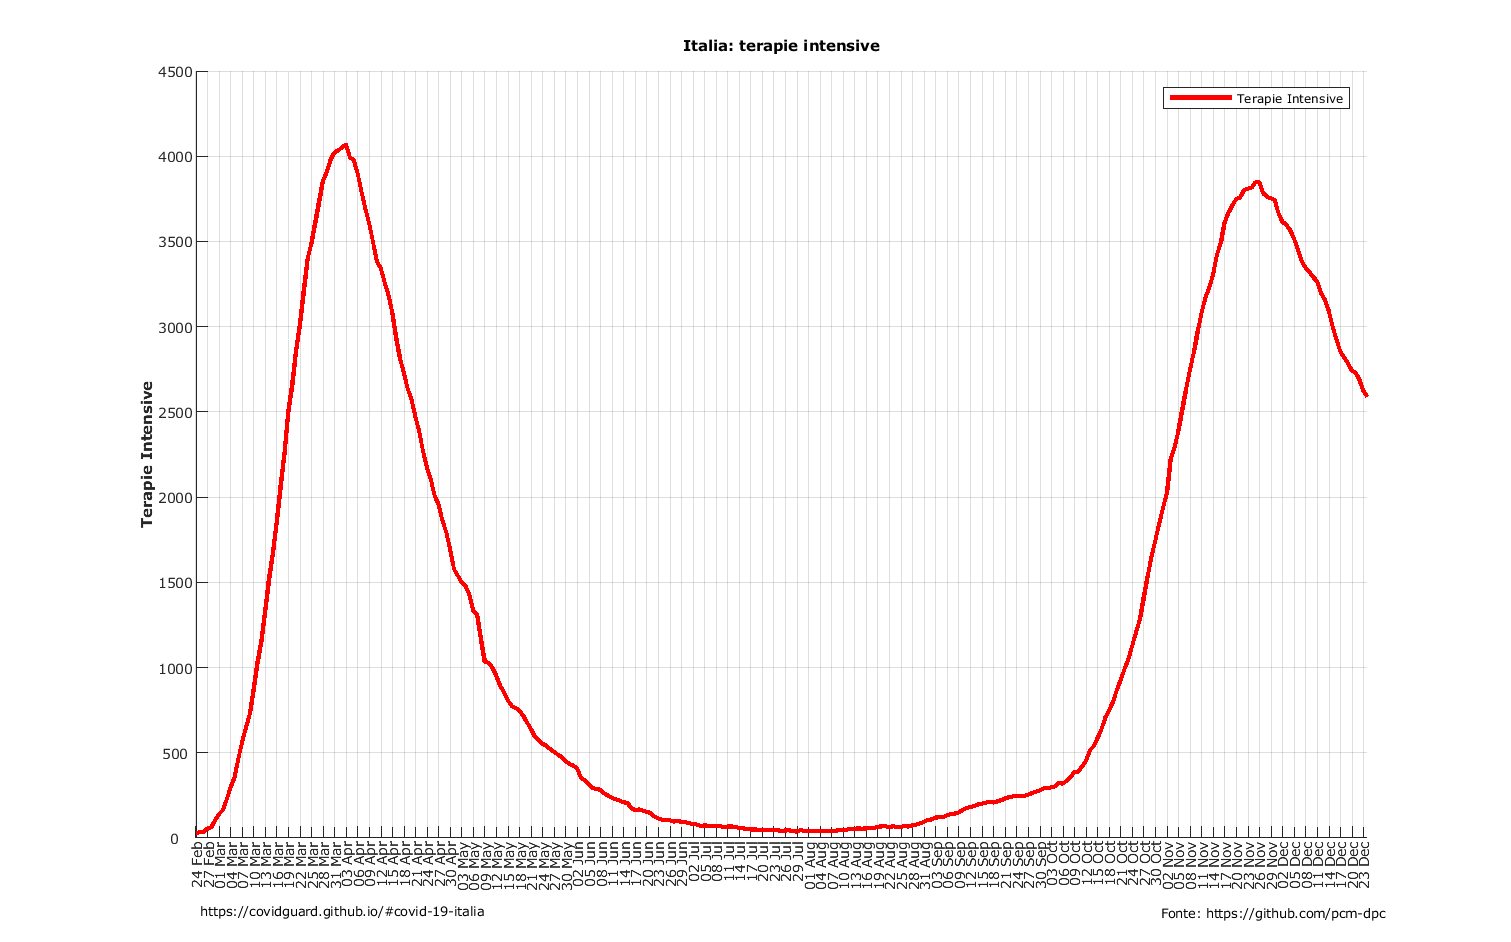 Italia: terapie intensive
Terapie Intensive
4500
4000
3500
3000
2500
2000
1500
1000
500
0
Terapie Intensive
24 Feb
27 Feb
01 Mar
04 Mar
07 Mar
10 Mar
13 Mar
16 Mar
19 Mar
22 Mar
25 Mar
28 Mar
31 Mar
03 Apr
06 Apr
09 Apr
12 Apr
15 Apr
18 Apr
21 Apr
24 Apr
27 Apr
30 Apr
03 May
06 May
09 May
12 May
15 May
18 May
21 May
24 May
27 May
30 May
02 Jun
05 Jun
08 Jun
11 Jun
14 Jun
17 Jun
20 Jun
23 Jun
26 Jun
29 Jun
02 Jul
05 Jul
08 Jul
11 Jul
14 Jul
17 Jul
20 Jul
23 Jul
26 Jul
29 Jul
01 Aug
04 Aug
07 Aug
10 Aug
13 Aug
16 Aug
19 Aug
22 Aug
25 Aug
28 Aug
31 Aug
03 Sep
06 Sep
09 Sep
12 Sep
15 Sep
18 Sep
21 Sep
24 Sep
27 Sep
30 Sep
03 Oct
06 Oct
09 Oct
12 Oct
15 Oct
18 Oct
21 Oct
24 Oct
27 Oct
30 Oct
02 Nov
05 Nov
08 Nov
11 Nov
14 Nov
17 Nov
20 Nov
23 Nov
26 Nov
29 Nov
02 Dec
05 Dec
08 Dec
11 Dec
14 Dec
17 Dec
20 Dec
23 Dec
https://covidguard.github.io/#covid-19-italia
Fonte: https://github.com/pcm-dpc